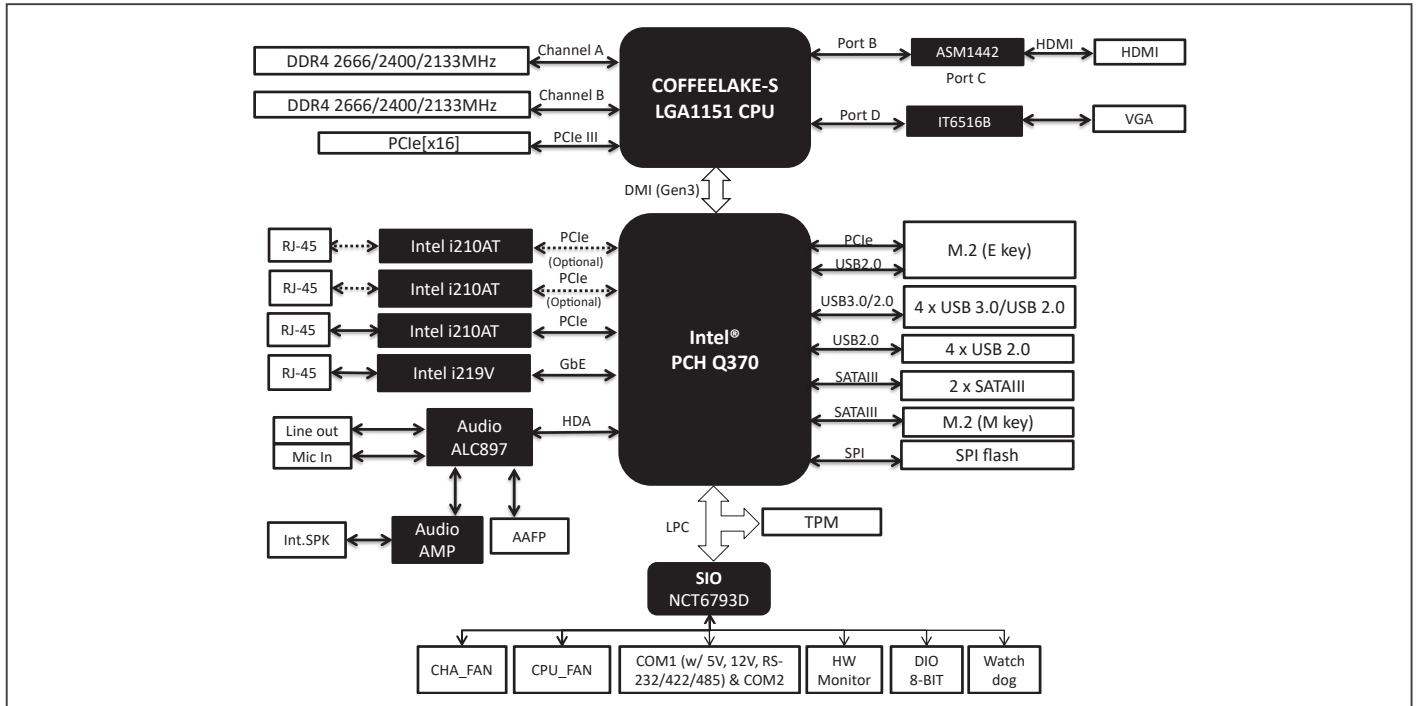 DDR4 2666/2400/2133MHz
Channel A
DDR4 2666/2400/2133MHz
Channel B
PCIe[x16]
PCIe III
COFFEELAKE-S
LGA1151 CPU
Port B
ASM1442
HDMI
HDMI
Port C
Port D
IT6516B
VGA
DMI (Gen3)
RJ-45
Intel i210AT
PCIe
(Optional)
RJ-45
Intel i210AT
PCIe
(Optional)
RJ-45
Intel i210AT
PCIe
RJ-45
Intel i219V
GbE
Line out
Mic In
Audio
ALC897
HDA
Int.SPK
Audio
AMP
AAFP
Intel®
PCH Q370
PCIe
USB2.0
M.2 (E key)
USB3.0/2.0
4 x USB 3.0/USB 2.0
USB2.0
4 x USB 2.0
SATAIII
2 x SATAIII
SATAIII
M.2 (M key)
SPI
SPI flash
LPC
TPM
SIO
NCT6793D
CHA_FAN
CPU_FAN
COM1 (w/ 5V, 12V, RS-
232/422/485) & COM2
HW
Monitor
DIO
8-BIT
Watch
dog